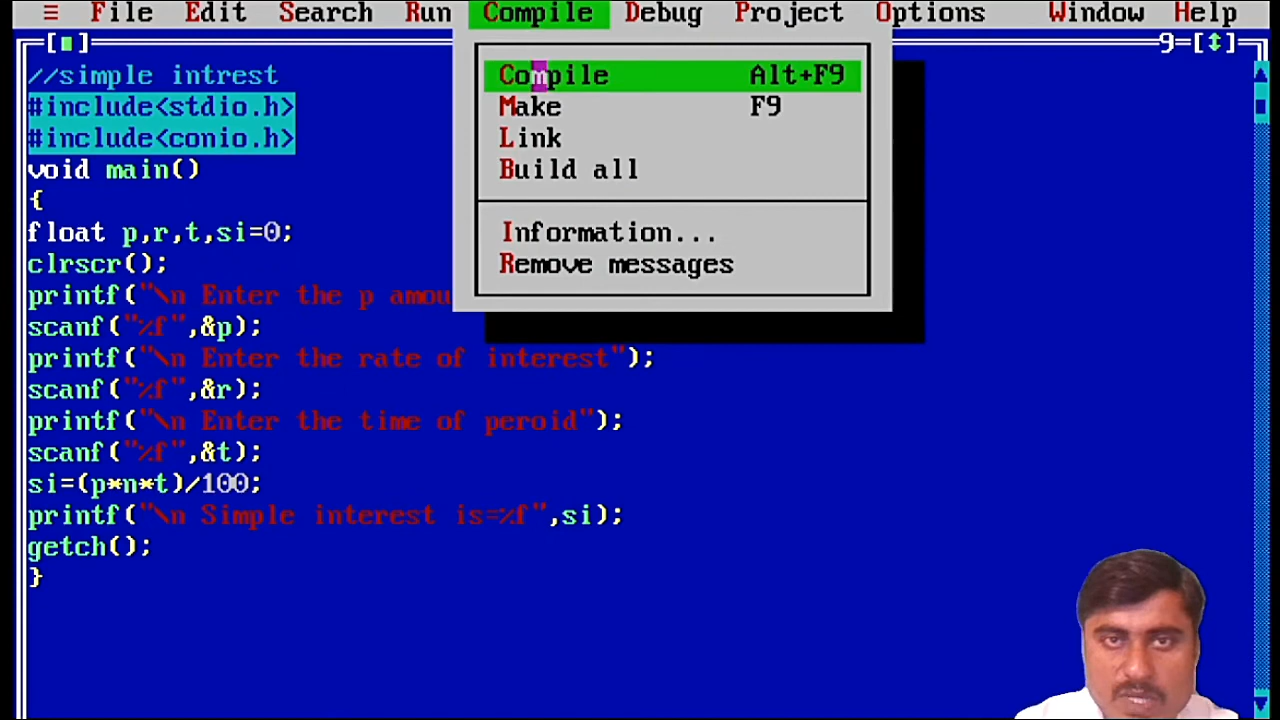 ≡ File Edit Search Run Compile Debug Project Options Window Help
9=[↕]
//simple intrest
#include<stdio.h>
#include<conio.h>
void main()
{
float p,r,t,si=0;
clrscr();
printf("\n Enter the p amou
scanf("%f",&p);
printf("\n Enter the rate of interest");
scanf("%f",&r);
printf("\n Enter the time of peroid");
scanf("%f",&t);
si=(p*n*t)/100;
printf("\n Simple interest is=%f",si);
getch();
}
Compile Alt+F9
Make F9
Link
Build all
Information...
Remove messages